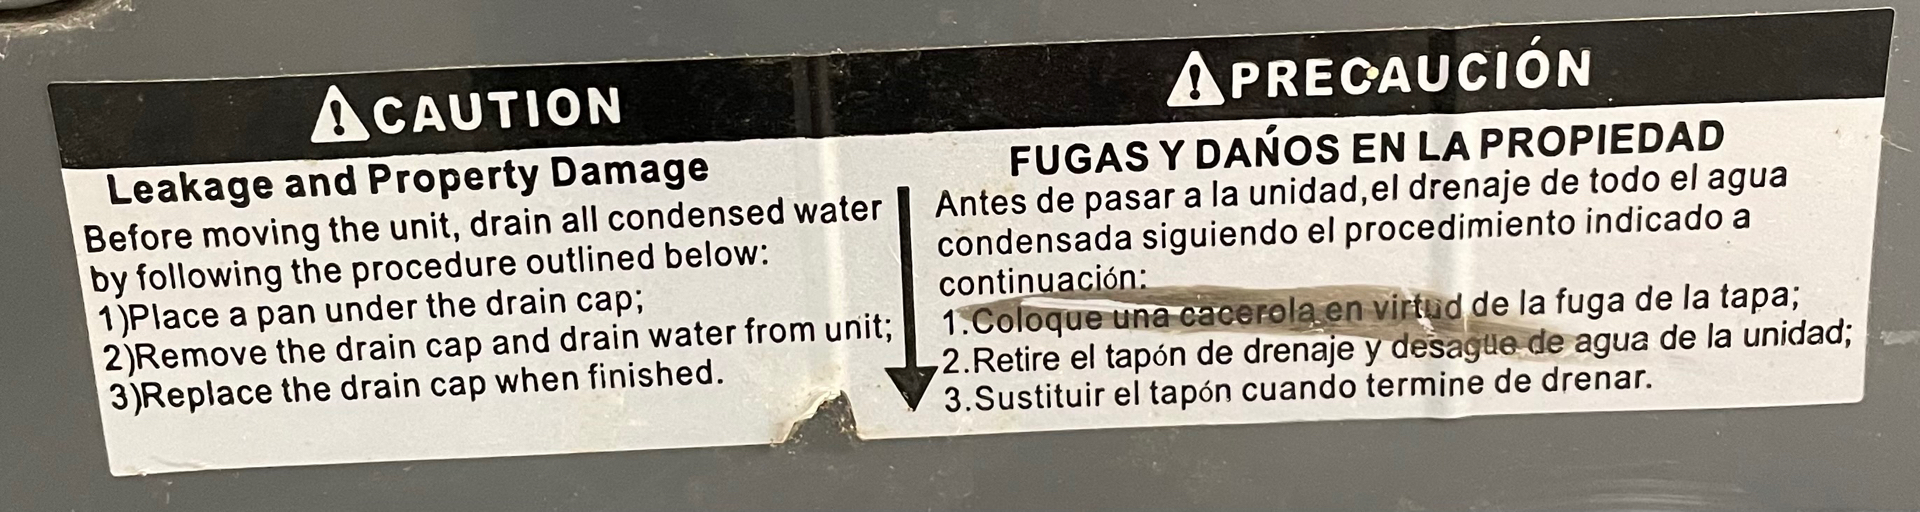 CAUTION
Leakage and Property Damage
Before moving the unit, drain all condensed water
by following the procedure outlined below:
1)Place a pan under the drain cap;
2)Remove the drain cap and drain water from unit;
3)Replace the drain cap when finished.
PRECAUCIÓN
FUGAS Y DAŃOS EN LA PROPIEDAD
Antes de pasar a la unidad,el drenaje de todo el agua
condensada siguiendo el procedimiento indicado a
continuación:
1.Coloque una cacerola en virtud de la fuga de la tapa;
2.Retire el tapón de drenaje y desagüe de agua de la unidad;
3.Sustituir el tapón cuando termine de drenar.